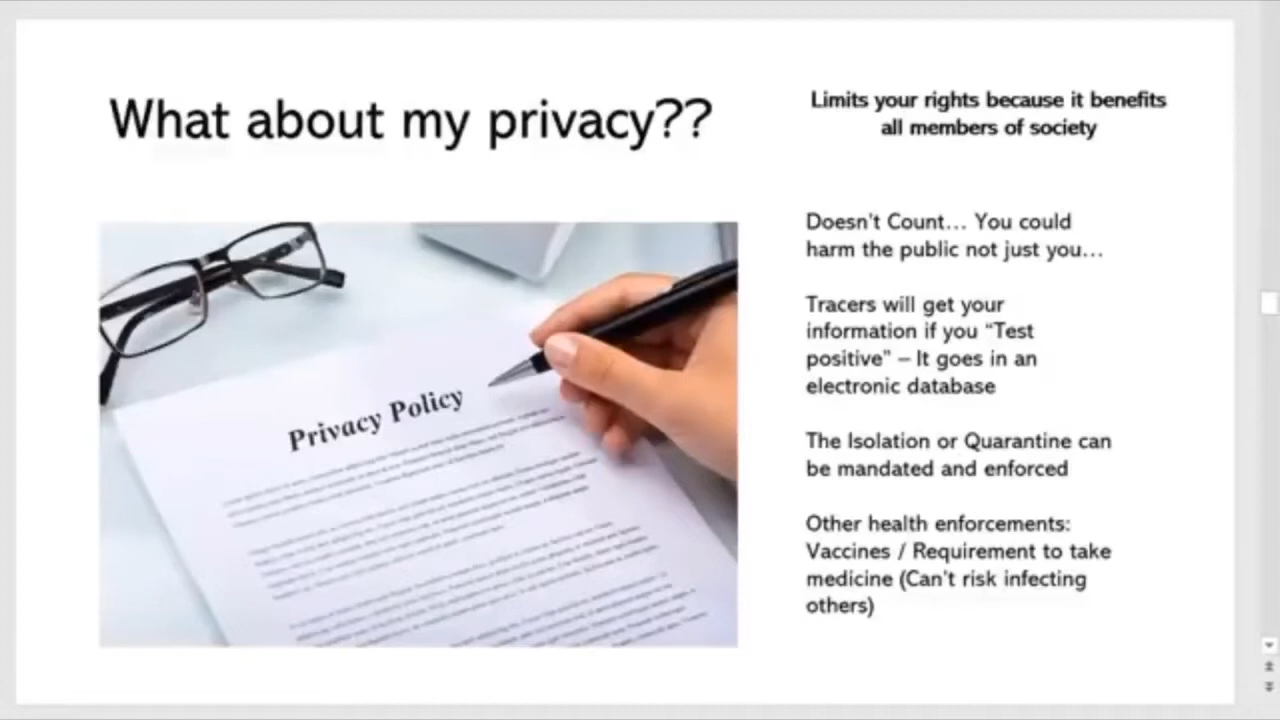 What about my privacy??
Limits your rights because it benefits
all members of society
Privacy Policy
Doesn't Count... You could
harm the public not just you...
Tracers will get your
information if you “Test
positive” – It goes in an
electronic database
The Isolation or Quarantine can
be mandated and enforced
Other health enforcements:
Vaccines / Requirement to take
medicine (Can't risk infecting
others)